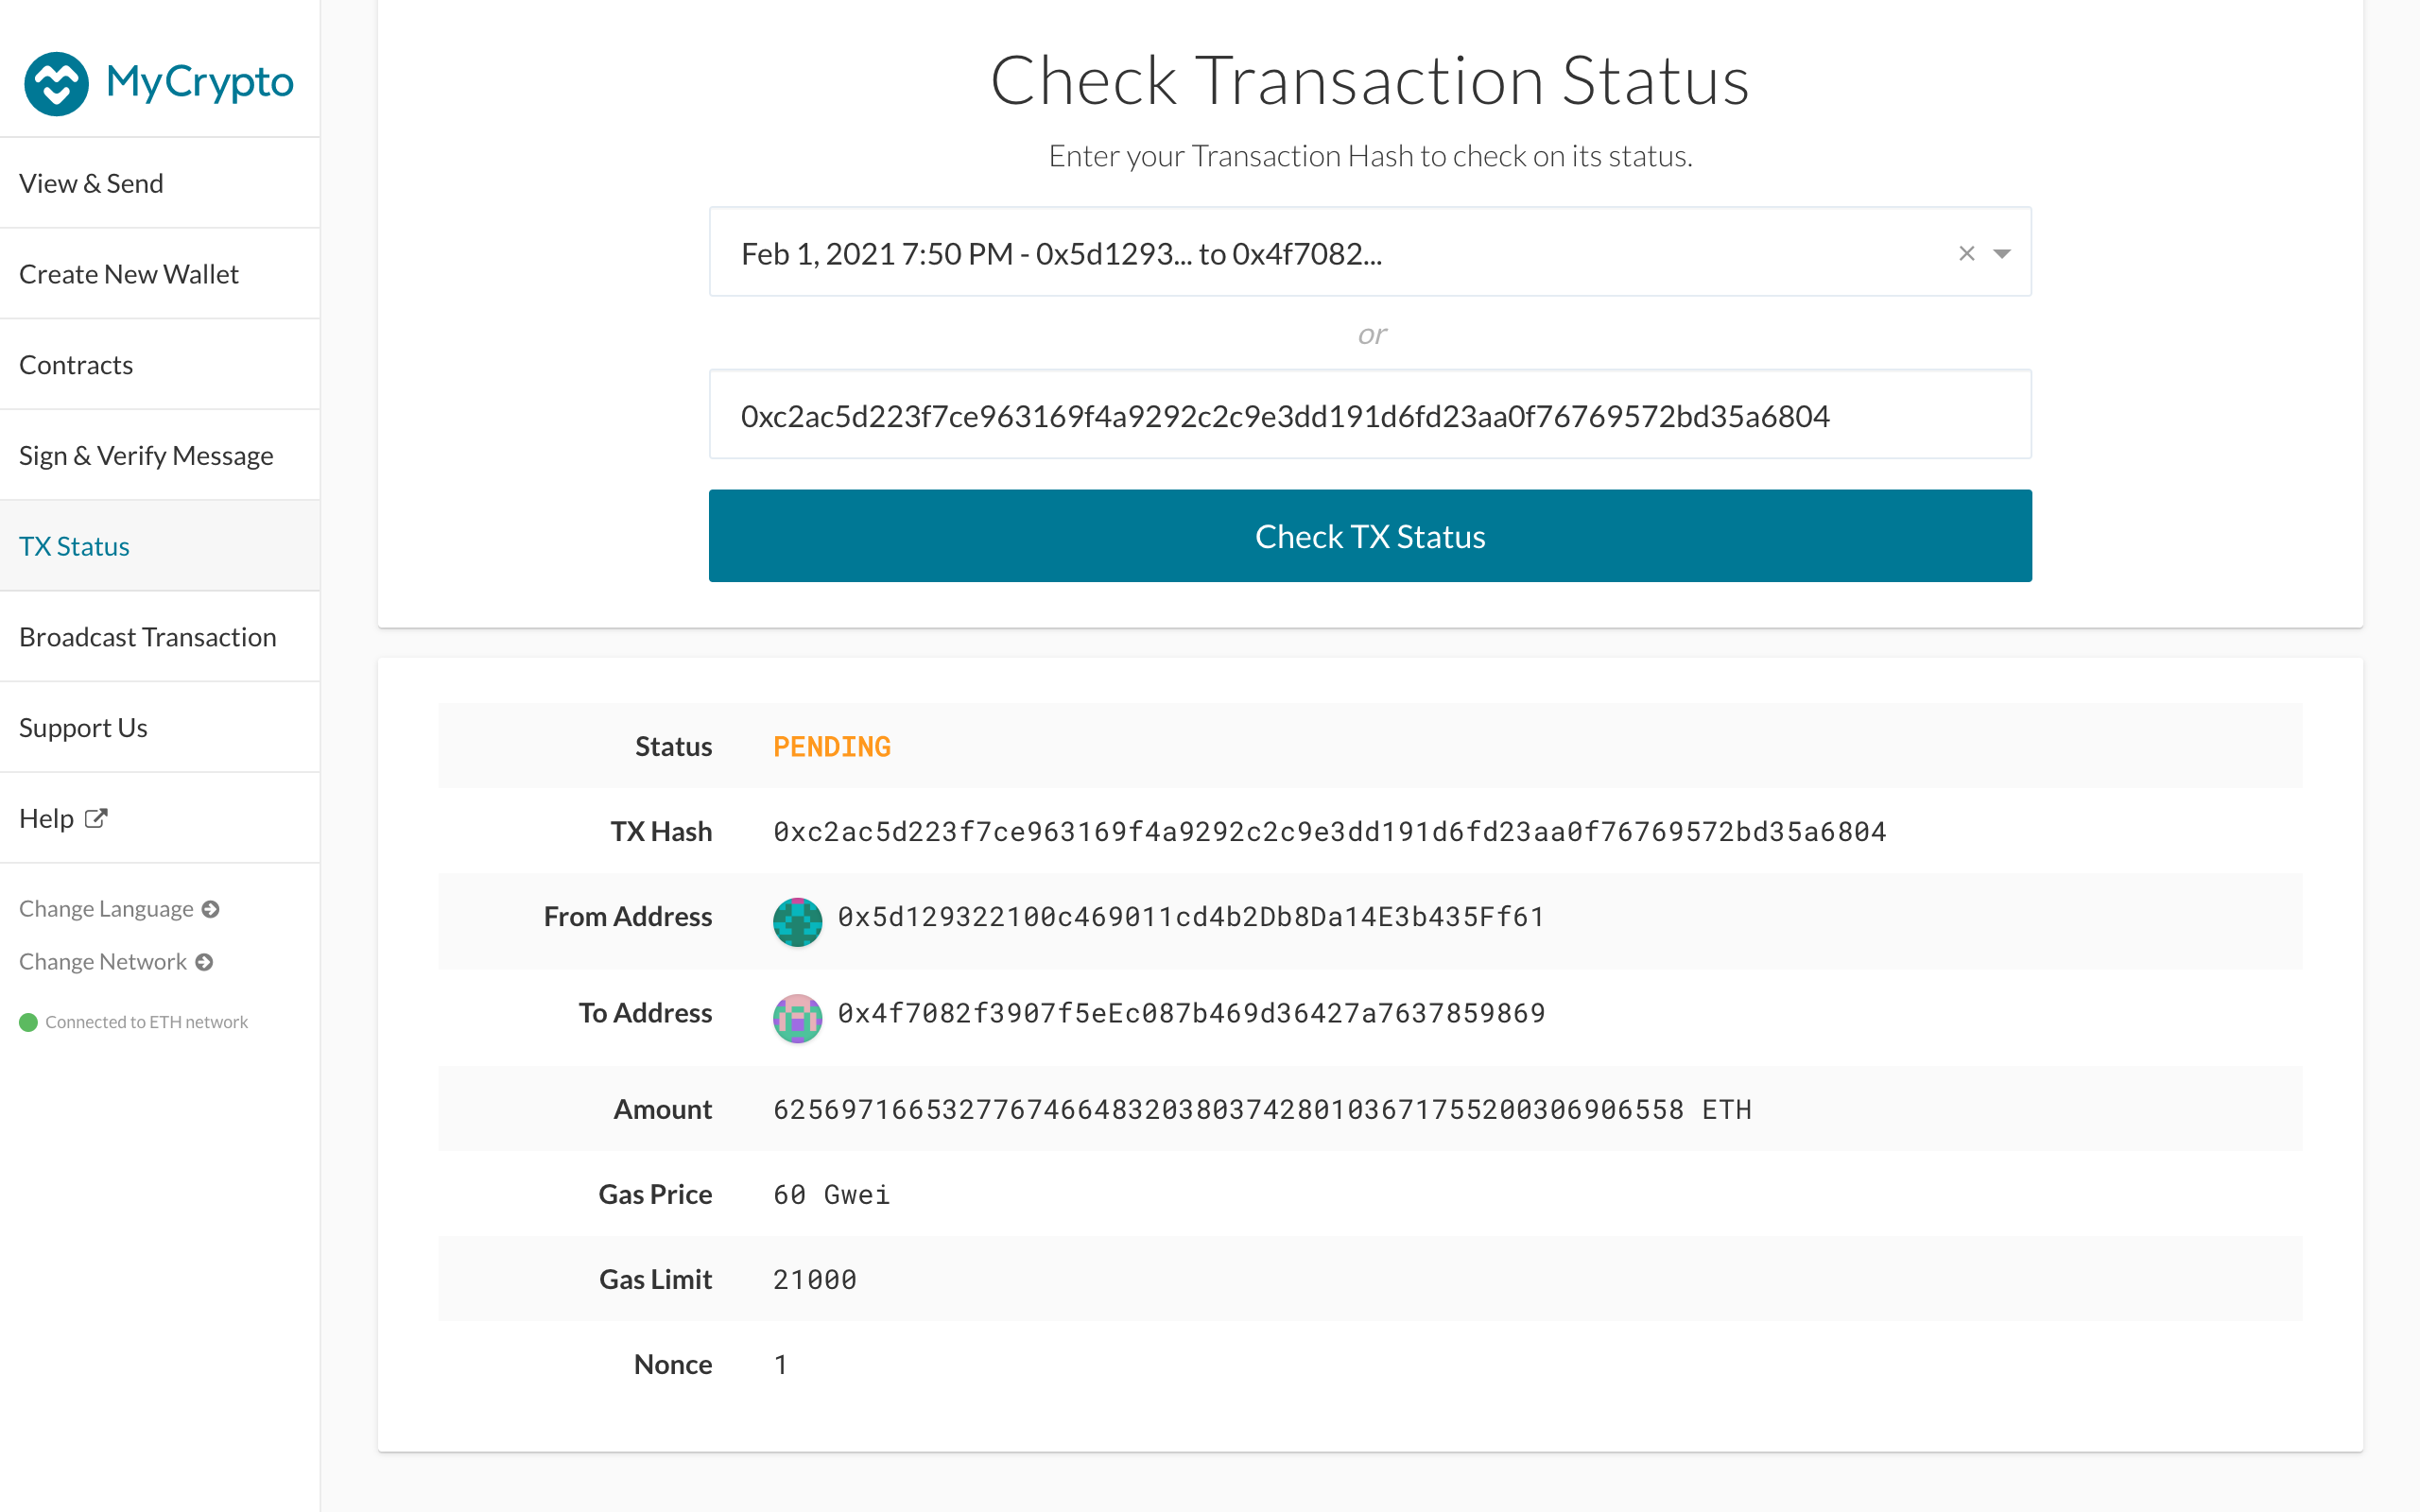 MyCrypto
View & Send
Create New Wallet
Contracts
Sign & Verify Message
TX Status
Broadcast Transaction
Support Us
Help
Change Language
Change Network
Connected to ETH network
Check Transaction Status
Enter your Transaction Hash to check on its status.
Feb 1, 2021 7:50 PM - 0x5d1293... to 0x4f7082...
or
0xc2ac5d223f7ce963169f4a9292c2c9e3dd191d6fd23aa0f76769572bd35a6804
Check TX Status
Status PENDING
TX Hash 0xc2ac5d223f7ce963169f4a9292c2c9e3dd191d6fd23aa0f76769572bd35a6804
From Address 0x5d129322100c469011cd4b2Db8Da14E3b435Ff61
To Address 0x4f7082f3907f5eEc087b469d36427a7637859869
Amount 625697166532776746648320380374280103671755200306906558 ETH
Gas Price 60 Gwei
Gas Limit 21000
Nonce 1